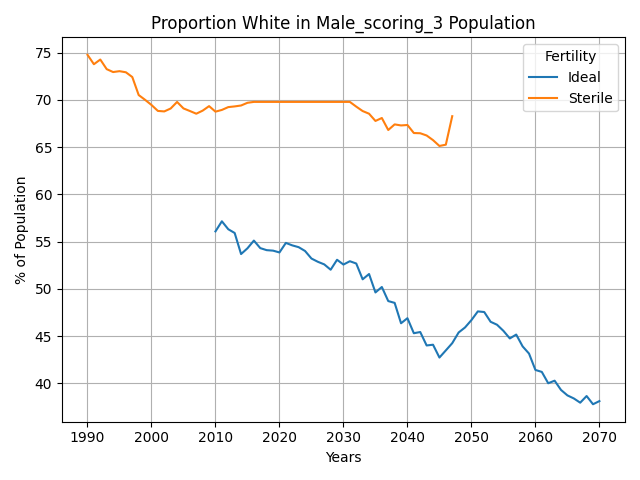 Proportion White in Male_scoring_3 Population
Fertility
Ideal
Sterile
% of Population
75
70
65
60
55
50
45
40
1990 2000 2010 2020 2030 2040 2050 2060 2070
Years